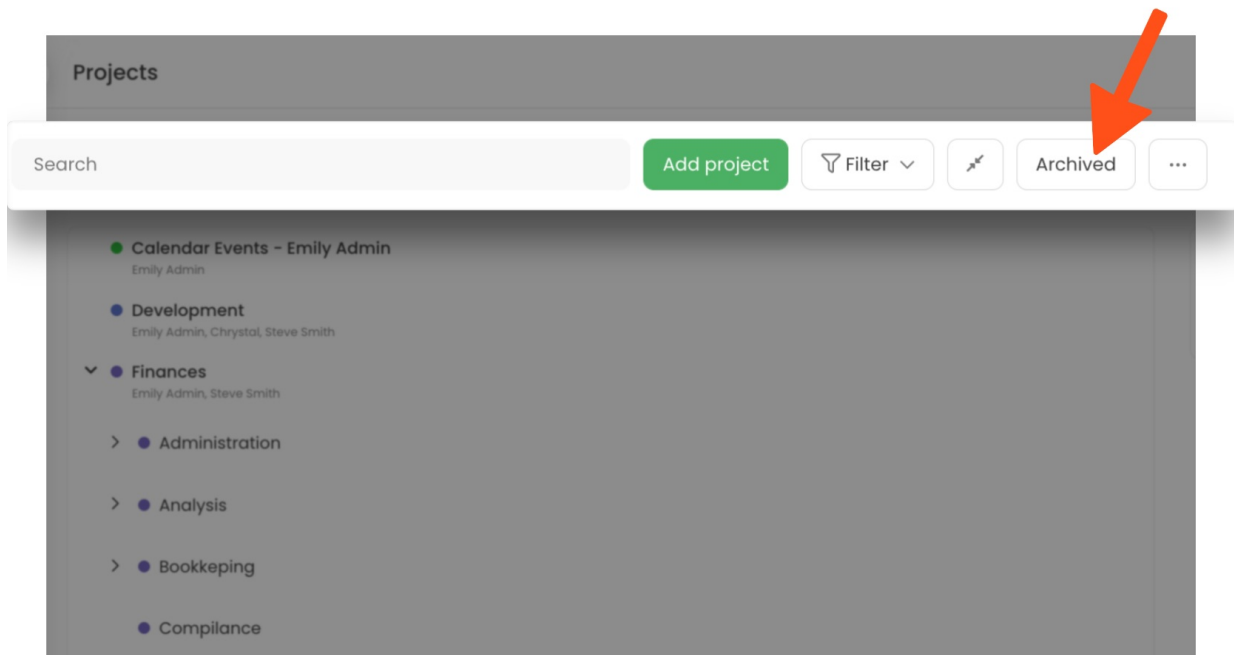 Projects
Search Add project Filter Archived ...
Calendar Events - Emily Admin
Emily Admin
Development
Emily Admin, Chrystal, Steve Smith
Finances
Emily Admin, Steve Smith
Administration
Analysis
Bookkeping
Compilance